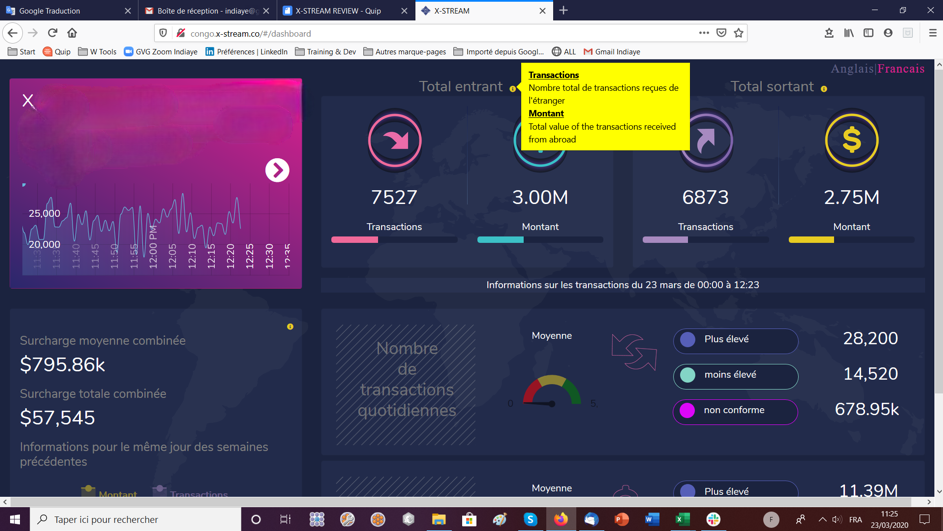 Google Traduction
Boîte de réception - indiaye@g
X-STREAM REVIEW - Quip
X-STREAM
congo.x-stream.co/#/dashboard
Start
Quip
W Tools
GVG Zoom Indiaye
Préférences | LinkedIn
Training & Dev
Autres marque-pages
Importé depuis Googl...
ALL
Gmail Indiaye
Anglais|Francais
X
25,000
20,000
11:30
11:35
11:40
11:45
11:50
11:55
12:00 PM
12:05
12:10
12:15
12:20
12:25
12:30
12:35
Total entrant
Transactions
Nombre total de transactions reçues de
l'étranger
Montant
Total value of the transactions received
from abroad
Total sortant
7527
3.00M
6873
2.75M
Transactions
Montant
Transactions
Montant
Informations sur les transactions du 23 mars de 00:00 à 12:23
Surcharge moyenne combinée
$795.86k
Surcharge totale combinée
$57,545
Informations pour le même jour des semaines
précédentes
Montant
Transactions
Nombre
de
transactions
quotidiennes
Moyenne
0
5
Plus élevé
28,200
moins élevé
14,520
non conforme
678.95k
Moyenne
Plus élevé
11.39M
Taper ici pour rechercher
F
FRA
11:25
23/03/2020